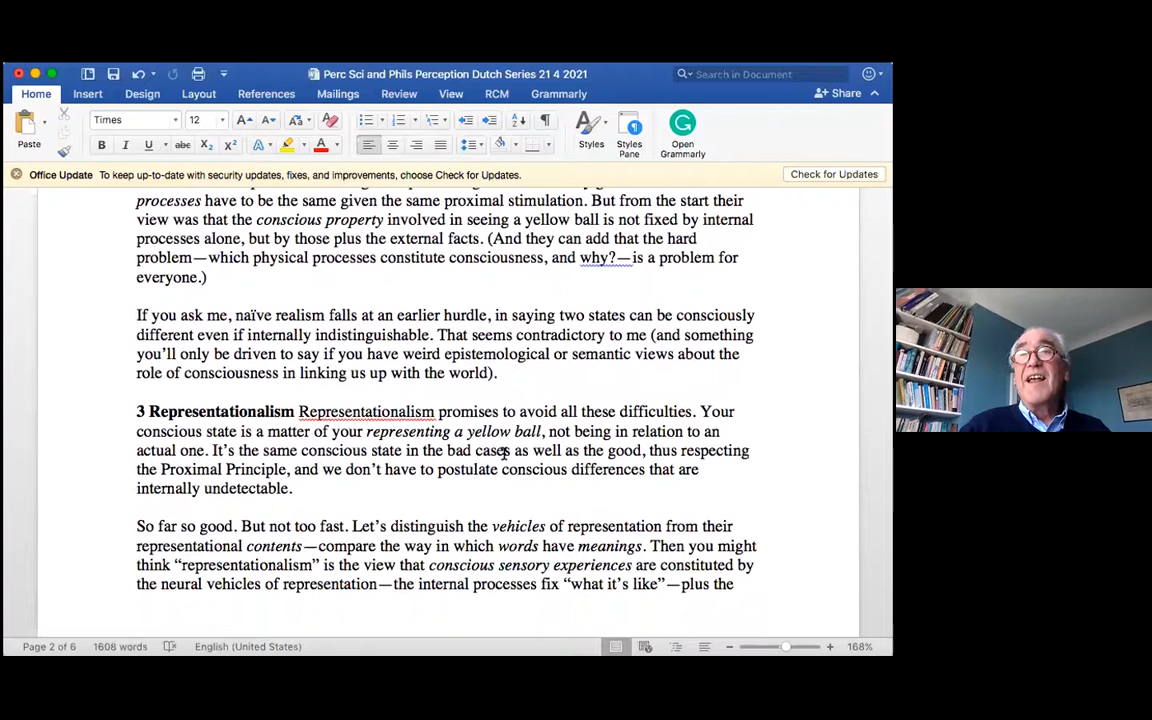 Perc Sci and Phils Perception Dutch Series 21 4 2021
Search in Document
Home Insert Design Layout References Mailings Review View RCM Grammarly
Share
Paste
Times
12
Styles
Styles Pane
Open Grammarly
Office Update To keep up-to-date with security updates, fixes, and improvements, choose Check for Updates.
Check for Updates
processes have to be the same given the same proximal stimulation. But from the start their
view was that the conscious property involved in seeing a yellow ball is not fixed by internal
processes alone, but by those plus the external facts. (And they can add that the hard
problem—which physical processes constitute consciousness, and why?—is a problem for
everyone.)
If you ask me, naïve realism falls at an earlier hurdle, in saying two states can be consciously
different even if internally indistinguishable. That seems contradictory to me (and something
you'll only be driven to say if you have weird epistemological or semantic views about the
role of consciousness in linking us up with the world).
3 Representationalism Representationalism promises to avoid all these difficulties. Your
conscious state is a matter of your representing a yellow ball, not being in relation to an
actual one. It's the same conscious state in the bad cases as well as the good, thus respecting
the Proximal Principle, and we don't have to postulate conscious differences that are
internally undetectable.
So far so good. But not too fast. Let's distinguish the vehicles of representation from their
representational contents—compare the way in which words have meanings. Then you might
think “representationalism” is the view that conscious sensory experiences are constituted by
the neural vehicles of representation—the internal processes fix “what it's like”—plus the
Page 2 of 6 1608 words English (United States) 168%